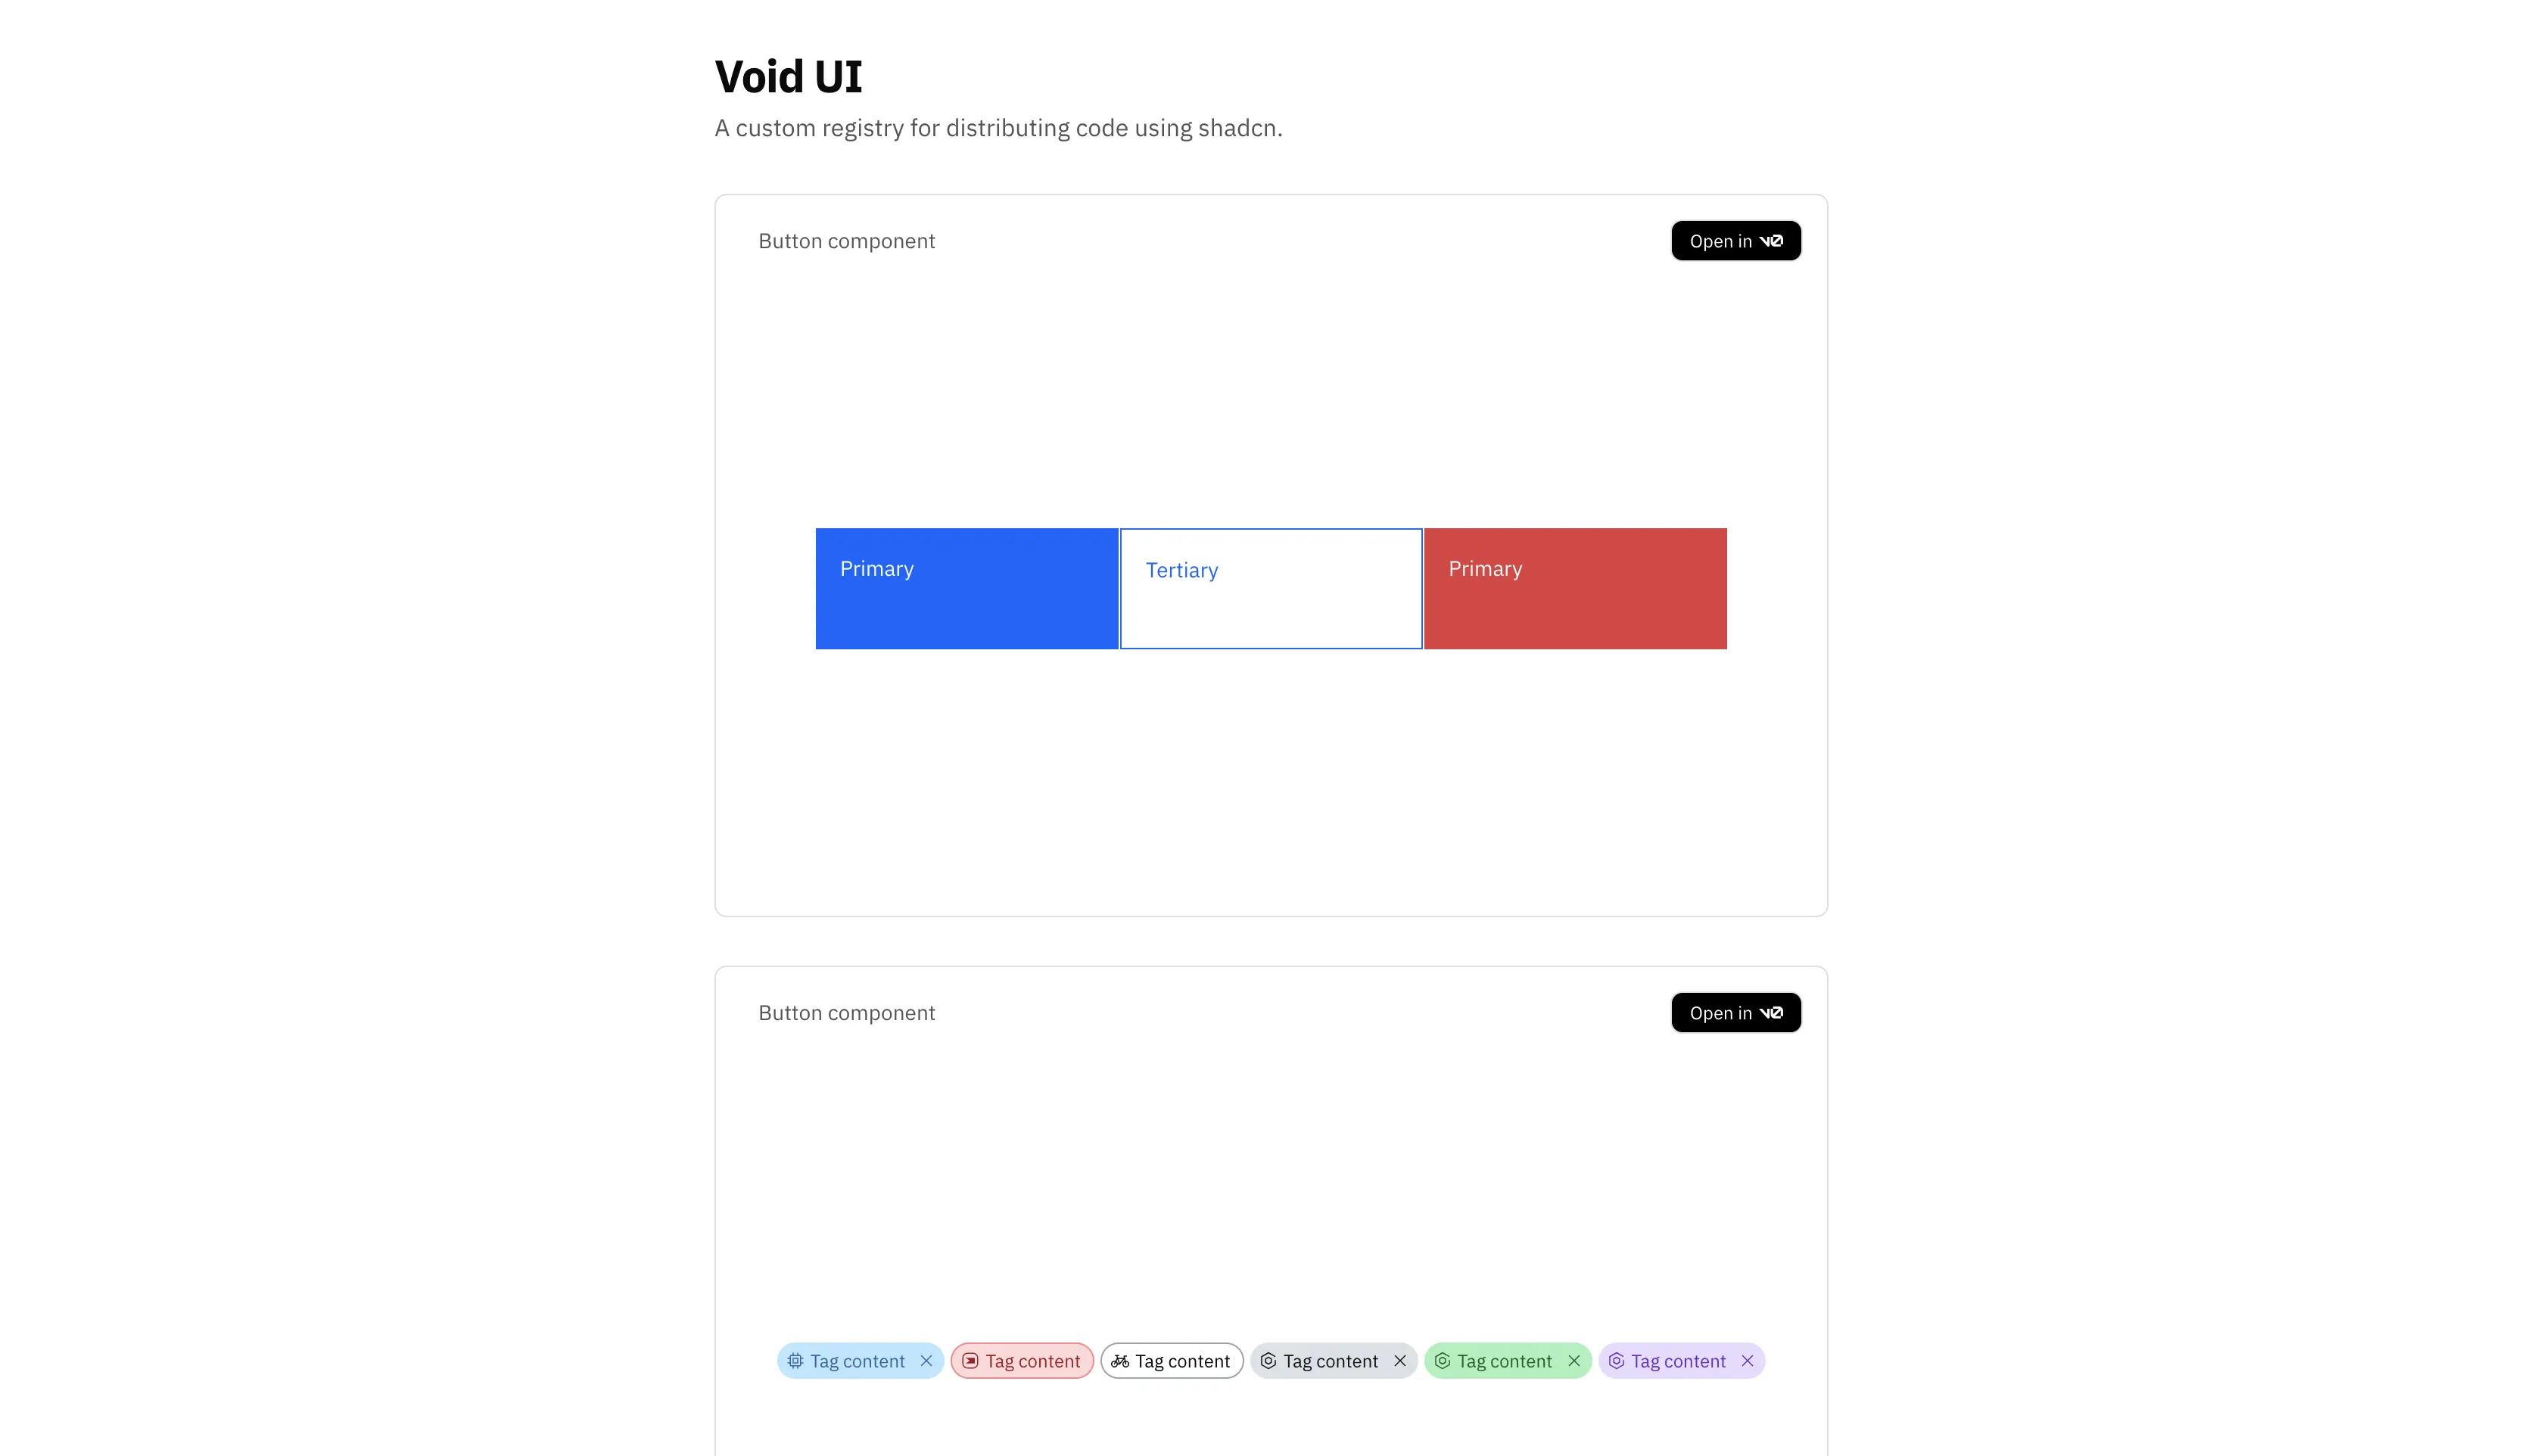 Void UI
A custom registry for distributing code using shadcn.
Button component
Open in v0
Primary
Tertiary
Primary
Button component
Open in v0
Tag content
Tag content
Tag content
Tag content
Tag content
Tag content